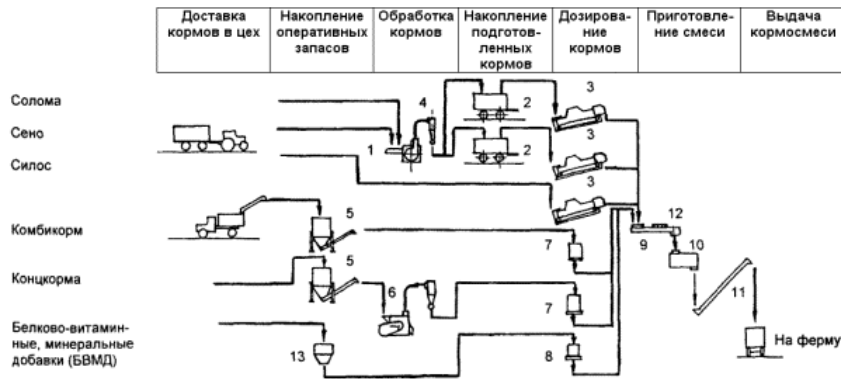 Доставка кормов в цех
Накопление оперативных запасов
Обработка кормов
Накопление подготов- ленных кормов
Дозирова- ние кормов
Приготовле- ние смеси
Выдача кормосмеси
Солома
Сено
Силос
Комбикорм
Концкорма
Белково-витамин-
ные, минеральные
добавки (БВМД)
4
2
3
1
2
3
3
5
7
9
12
10
5
6
7
11
13
8
На ферму